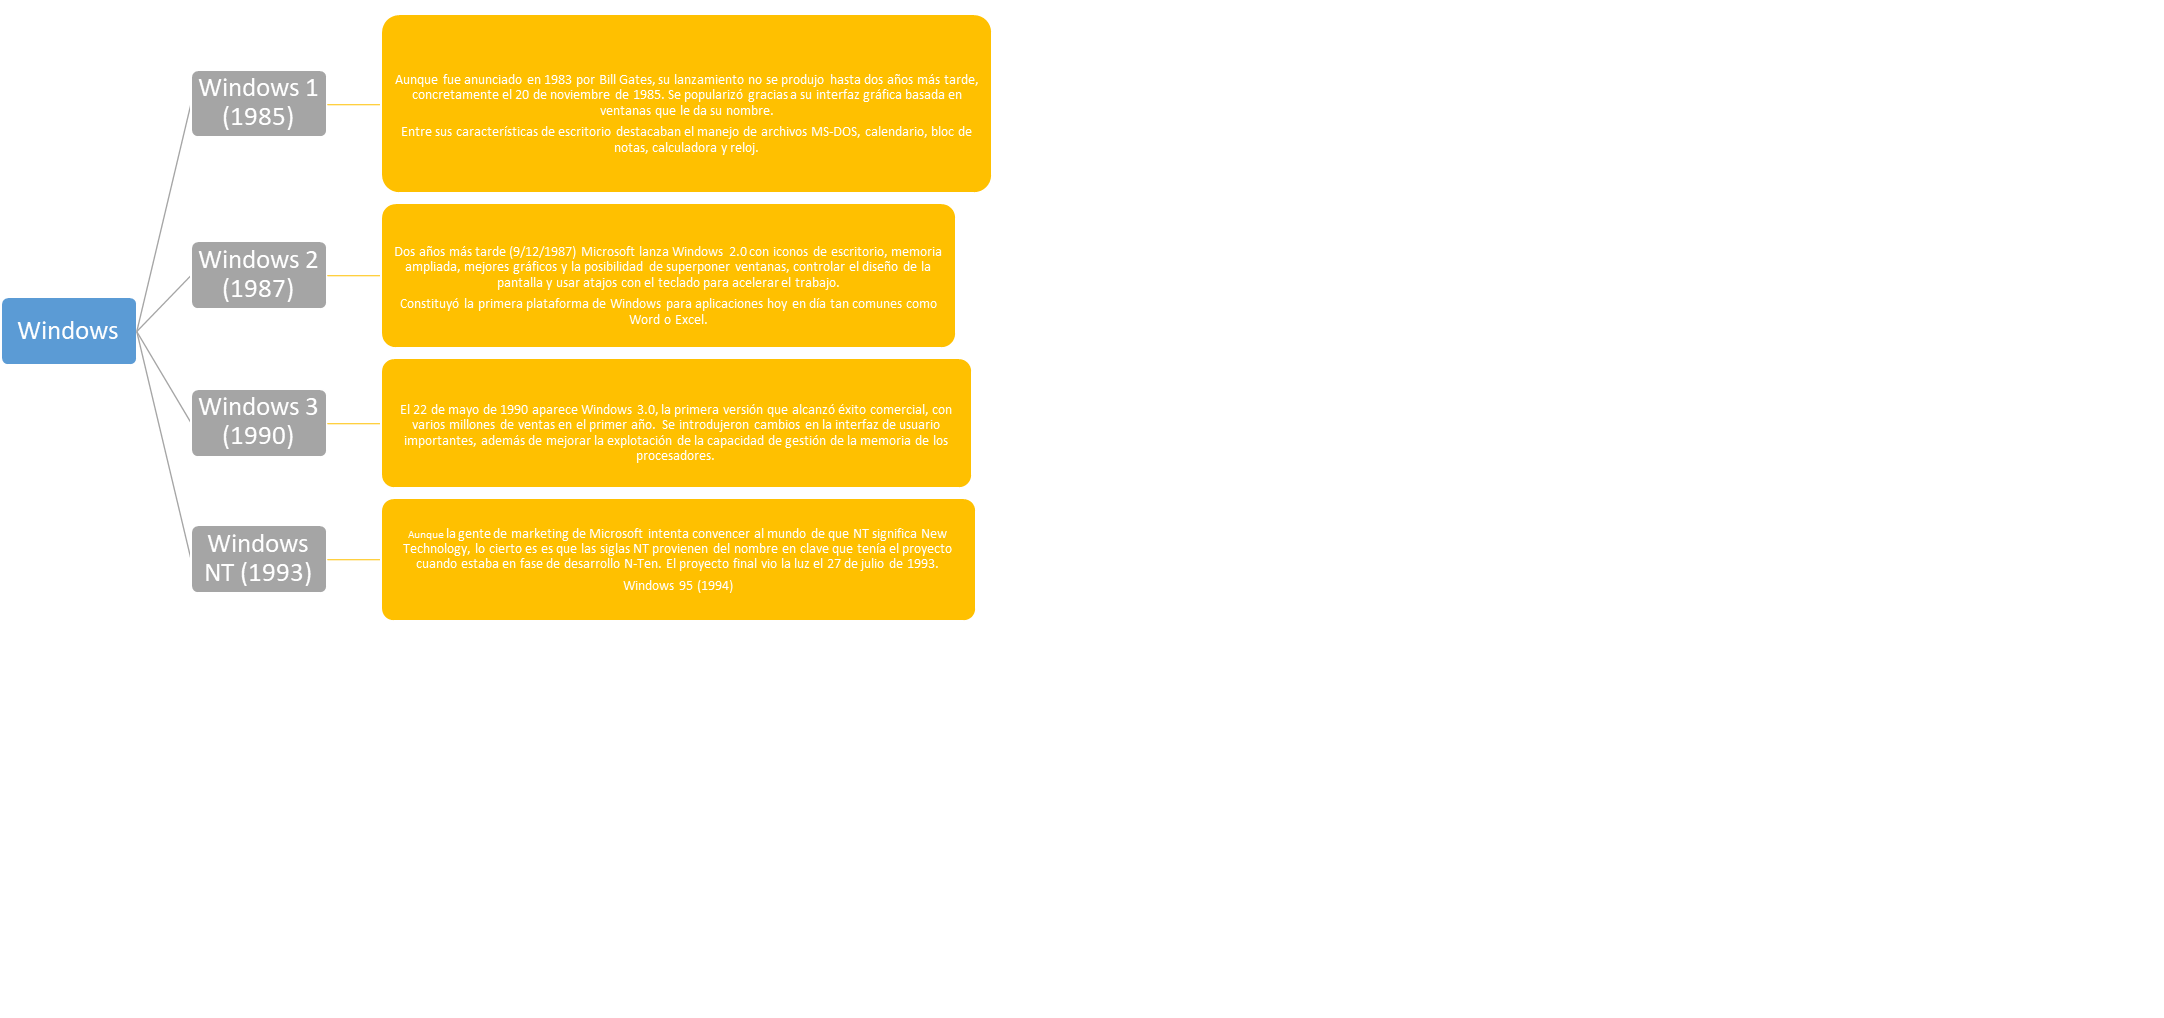 Windows
Windows 1
(1985)
Aunque fue anunciado en 1983 por Bill Gates, su lanzamiento no se produjo hasta dos años más tarde,
concretamente el 20 de noviembre de 1985. Se popularizó gracias a su interfaz gráfica basada en
ventanas que le da su nombre.
Entre sus características de escritorio destacaban el manejo de archivos MS-DOS, calendario, bloc de
notas, calculadora y reloj.
Windows 2
(1987)
Dos años más tarde (9/12/1987) Microsoft lanza Windows 2.0 con iconos de escritorio, memoria
ampliada, mejores gráficos y la posibilidad de superponer ventanas, controlar el diseño de la
pantalla y usar atajos con el teclado para acelerar el trabajo.
Constituyó la primera plataforma de Windows para aplicaciones hoy en día tan comunes como
Word o Excel.
Windows 3
(1990)
El 22 de mayo de 1990 aparece Windows 3.0, la primera versión que alcanzó éxito comercial, con
varios millones de ventas en el primer año. Se introdujeron cambios en la interfaz de usuario
importantes, además de mejorar la explotación de la capacidad de gestión de la memoria de los
procesadores.
Windows
NT (1993)
Aunque la gente de marketing de Microsoft intenta convencer al mundo de que NT significa New
Technology, lo cierto es es que las siglas NT provienen del nombre en clave que tenía el proyecto
cuando estaba en fase de desarrollo N-Ten. El proyecto final vio la luz el 27 de julio de 1993.
Windows 95 (1994)